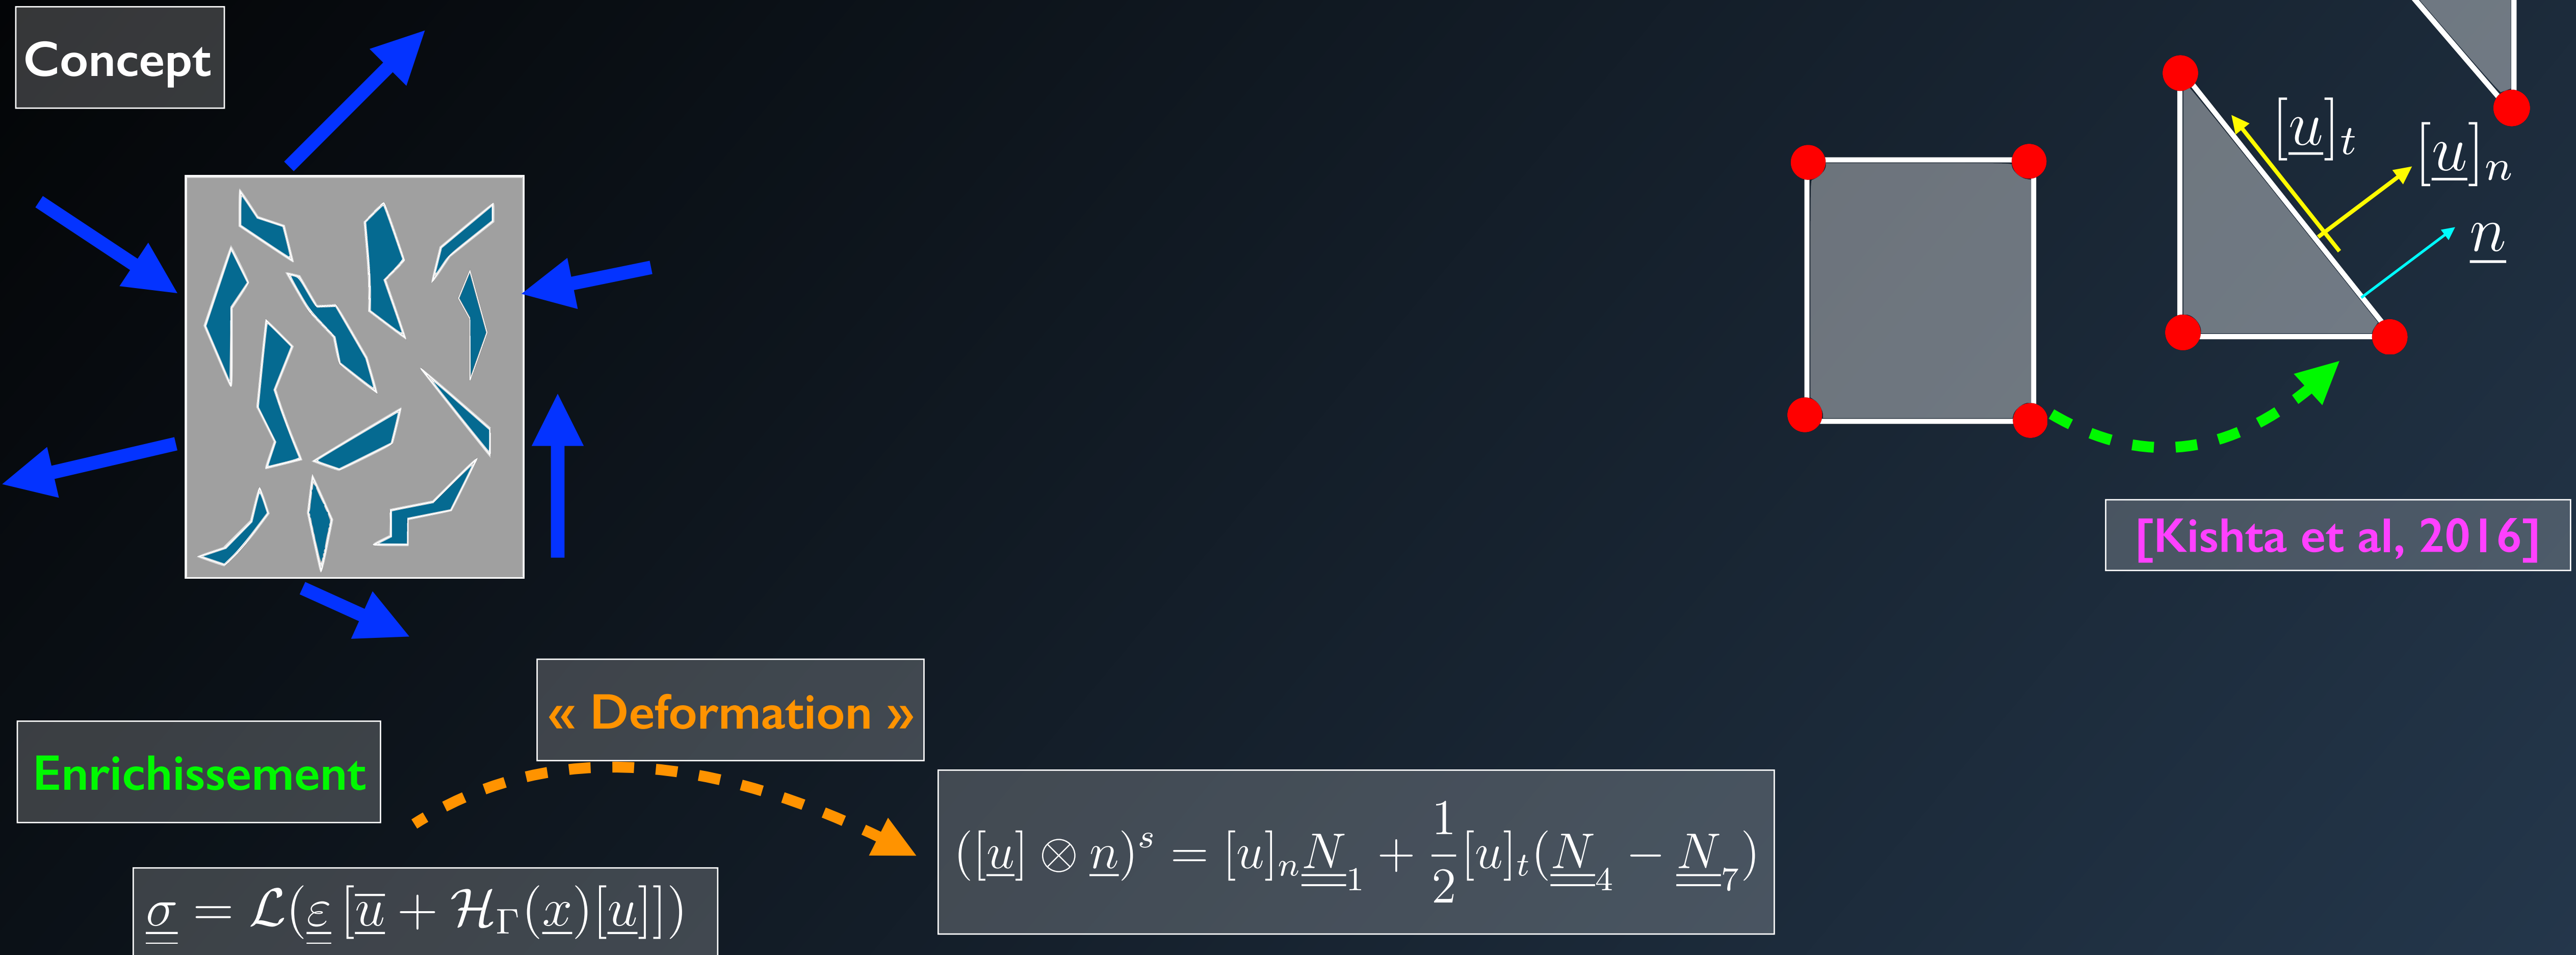 Concept
[u]_t
[u]_n
n
[Kishta et al, 2016]
« Deformation »
Enrichissement
([u] ⊗ n)^s = [u]_n N_1 + 1/2 [u]_t (N_4 − N_7)
σ = ℒ(ε [u̅ + ℋ_Γ(x)[u]])